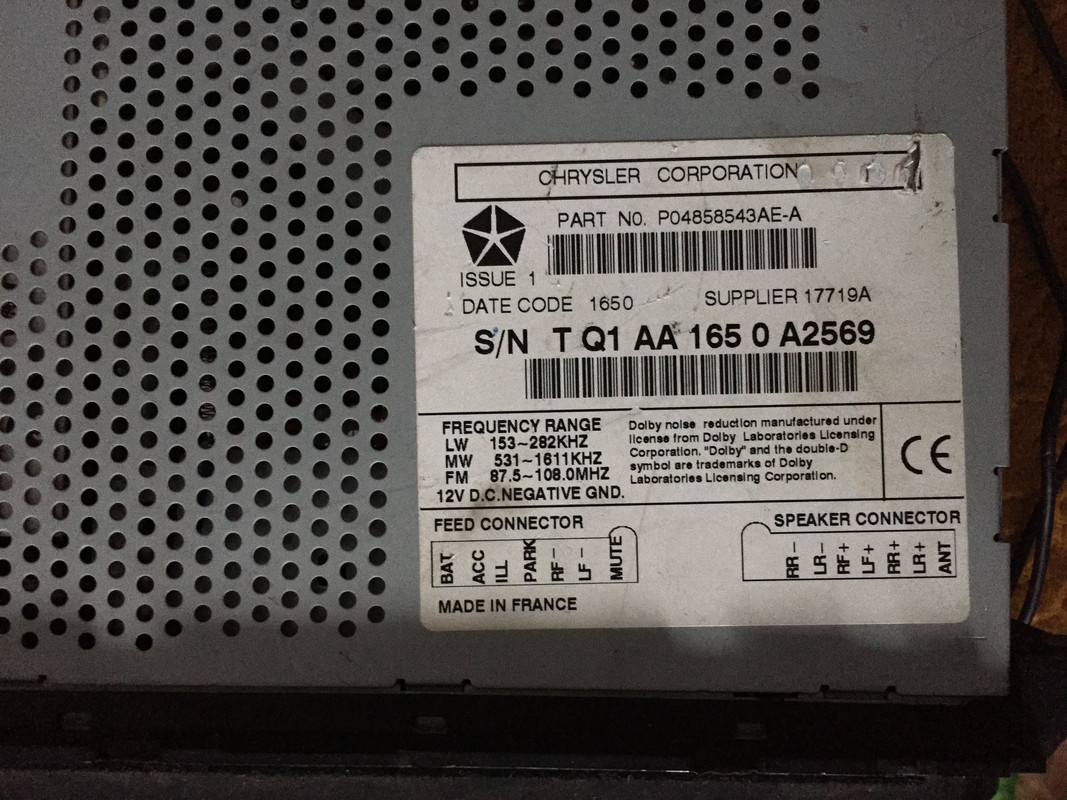 CHRYSLER CORPORATION
PART NO. P04858543AE-A
ISSUE 1
DATE CODE 1650 SUPPLIER 17719A
S/N T Q1 AA 165 0 A2569
FREQUENCY RANGE
LW 153~282KHZ
MW 531~1611KHZ
FM 87.5~108.0MHZ
12V D.C.NEGATIVE GND.
Dolby noise reduction manufactured under
license from Dolby Laboratories Licensing
Corporation. "Dolby" and the double-D
symbol are trademarks of Dolby
Laboratories Licensing Corporation.
CE
FEED CONNECTOR
BAT
ACC
ILL
PARK
RF-
LF-
MUTE
SPEAKER CONNECTOR
RR-
LR-
RF+
LF+
RR+
LR+
ANT
MADE IN FRANCE